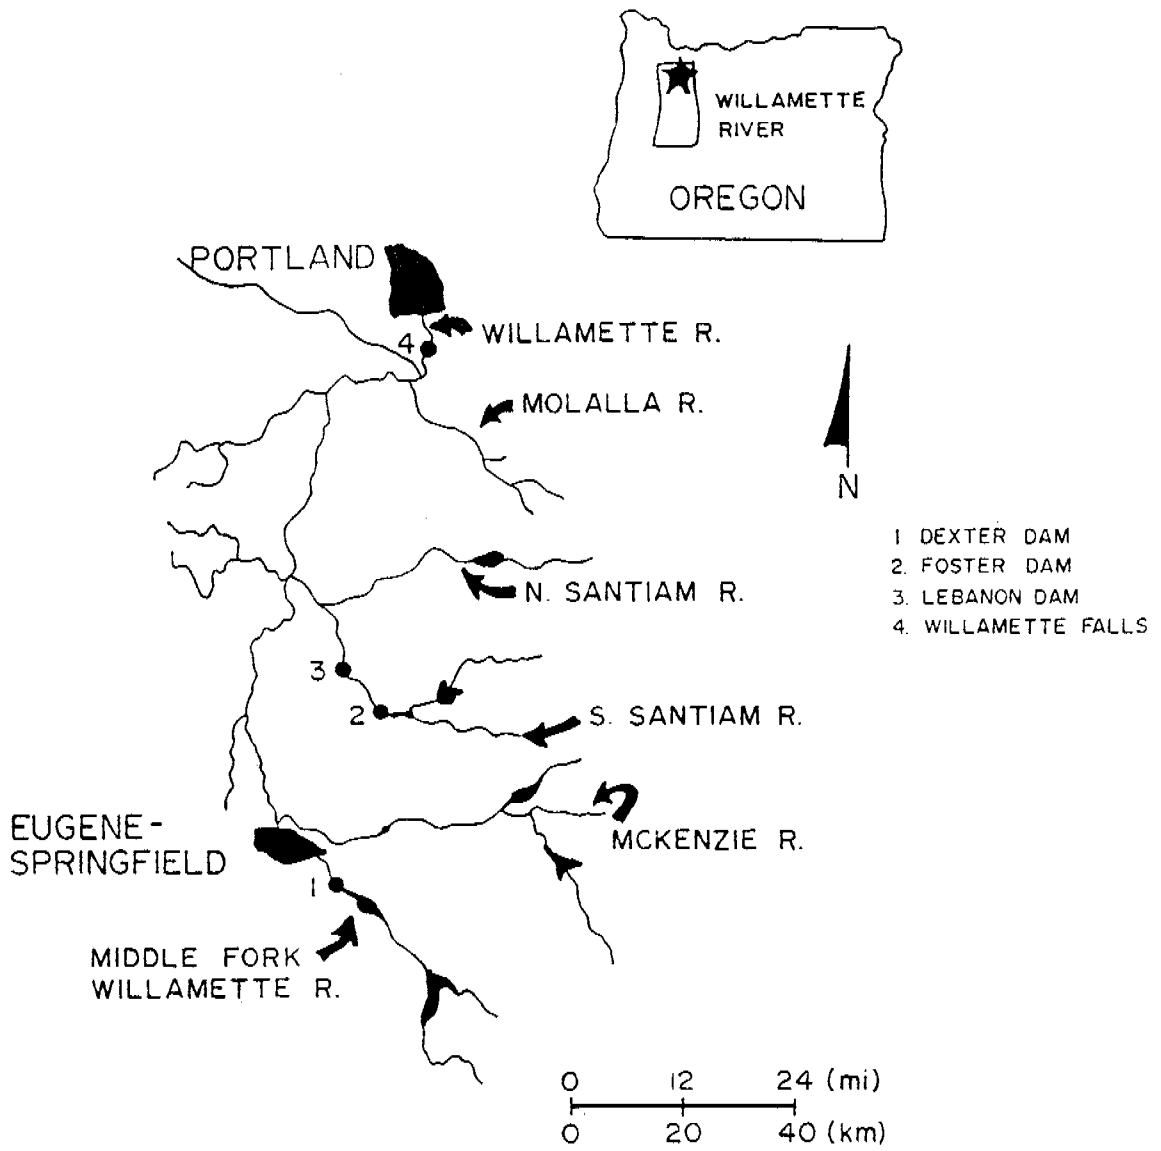 WILLAMETTE
RIVER
OREGON
PORTLAND
4
WILLAMETTE R.
MOLALLA R.
N
1 DEXTER DAM
2. FOSTER DAM
3. LEBANON DAM
4. WILLAMETTE FALLS
N. SANTIAM R.
3
2
S. SANTIAM R.
EUGENE-
SPRINGFIELD
MCKENZIE R.
1
MIDDLE FORK
WILLAMETTE R.
0 12 24 (mi)
0 20 40 (km)